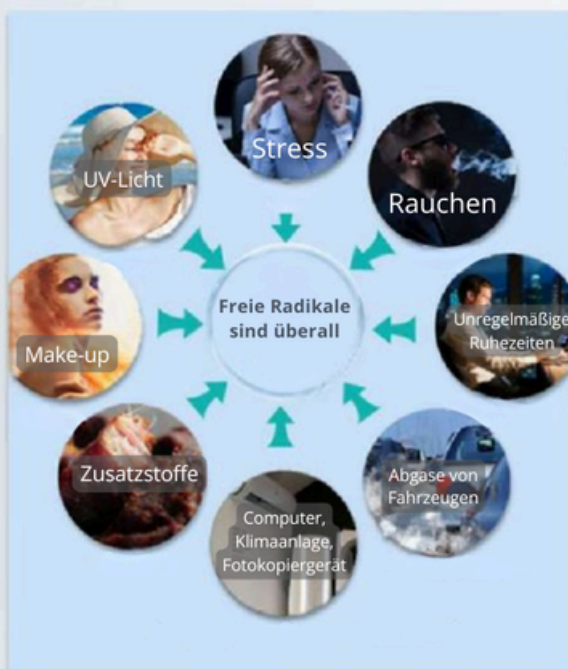 Stress
UV-Licht
Rauchen
Freie Radikale
sind überall
Unregelmäßige
Ruhezeiten
Make-up
Zusatzstoffe
Abgase von
Fahrzeugen
Computer,
Klimaanlage,
Fotokopiergerät